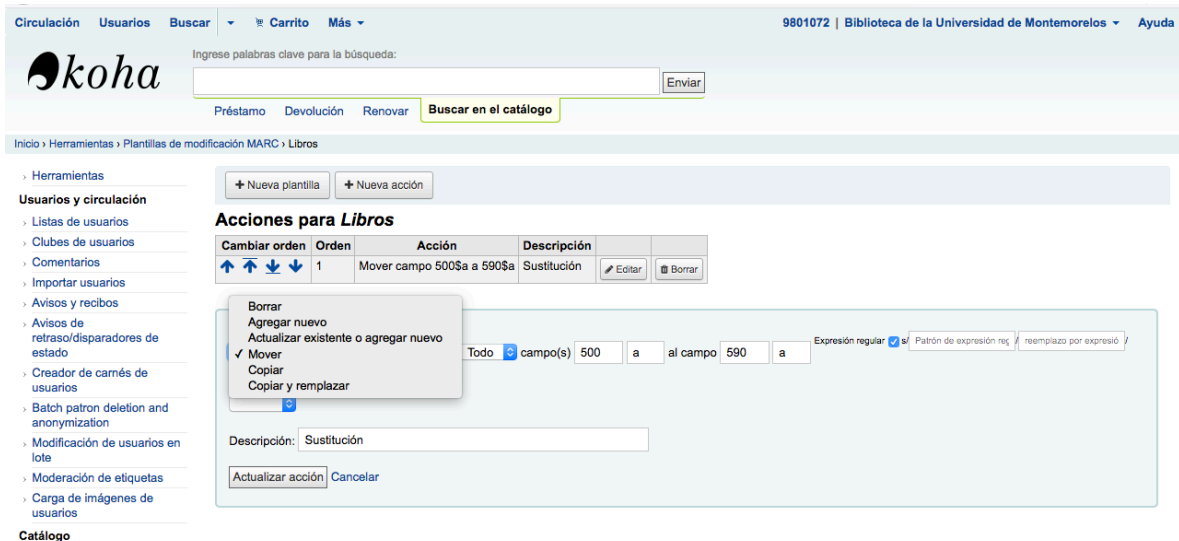 Circulación Usuarios Buscar Carrito Más 9801072 | Biblioteca de la Universidad de Montemorelos Ayuda
koha
Ingrese palabras clave para la búsqueda:
Enviar
Préstamo Devolución Renovar Buscar en el catálogo
Inicio › Herramientas › Plantillas de modificación MARC › Libros
› Herramientas
Usuarios y circulación
› Listas de usuarios
› Clubes de usuarios
› Comentarios
› Importar usuarios
› Avisos y recibos
› Avisos de
retraso/disparadores de
estado
› Creador de carnés de
usuarios
› Batch patron deletion and
anonymization
› Modificación de usuarios en
lote
› Moderación de etiquetas
› Carga de imágenes de
usuarios
Catálogo
+ Nueva plantilla + Nueva acción
Acciones para Libros
Cambiar orden Orden Acción Descripción
1 Mover campo 500$a a 590$a Sustitución Editar Borrar
Borrar
Agregar nuevo
Actualizar existente o agregar nuevo
✓ Mover
Copiar
Copiar y remplazar
Todo campo(s) 500 a al campo 590 a Expresión regular s/ Patrón de expresión reg / reemplazo por expresió /
Descripción: Sustitución
Actualizar acción Cancelar